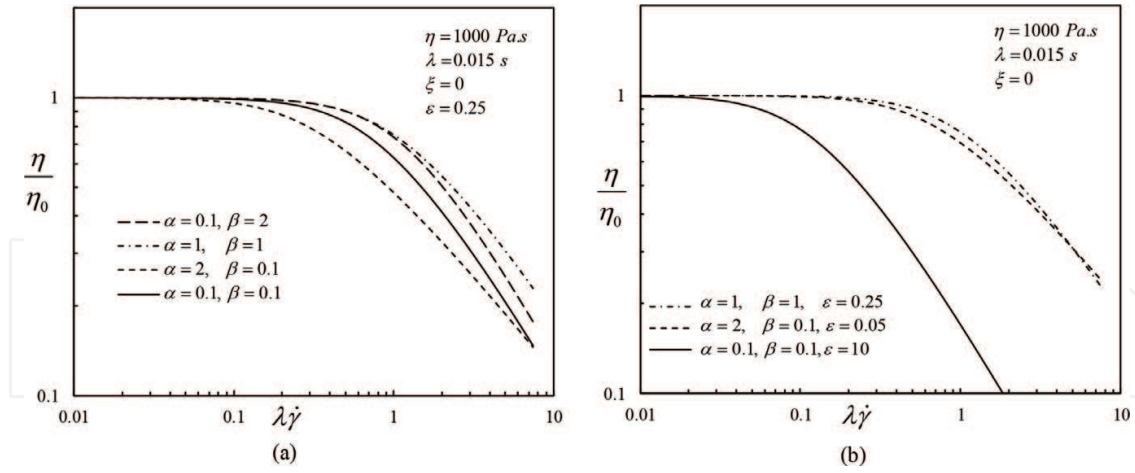 η = 1000 Pa.s
λ = 0.015 s
ξ = 0
ε = 0.25
1
η
η0
α = 0.1, β = 2
α = 1, β = 1
α = 2, β = 0.1
α = 0.1, β = 0.1
0.1
0.01 0.1 1 10
λγ̇
(a)
η = 1000 Pa.s
λ = 0.015 s
ξ = 0
1
η
η0
α = 1, β = 1, ε = 0.25
α = 2, β = 0.1, ε = 0.05
α = 0.1, β = 0.1, ε = 10
0.1
0.01 0.1 1 10
λγ̇
(b)